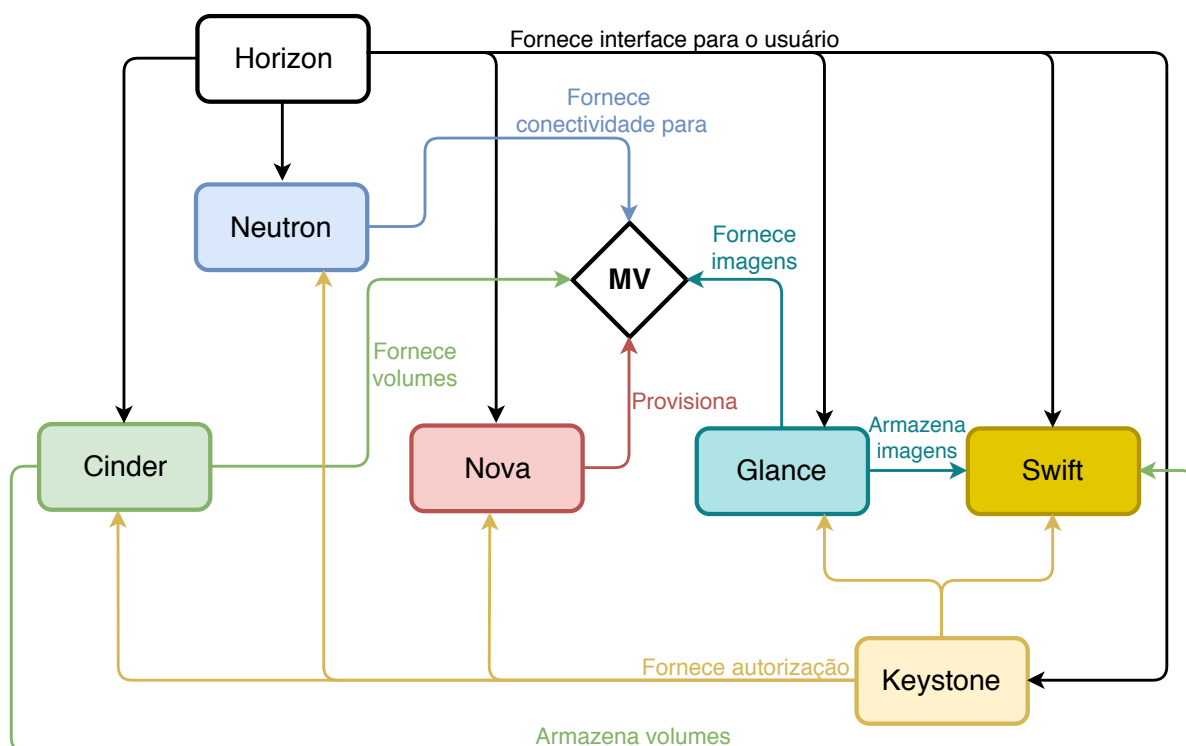 Horizon
Fornece interface para o usuário
Fornece
conectividade para
Neutron
Fornece
imagens
MV
Fornece
volumes
Provisiona
Armazena
imagens
Cinder
Nova
Glance
Swift
Fornece autorização
Keystone
Armazena volumes